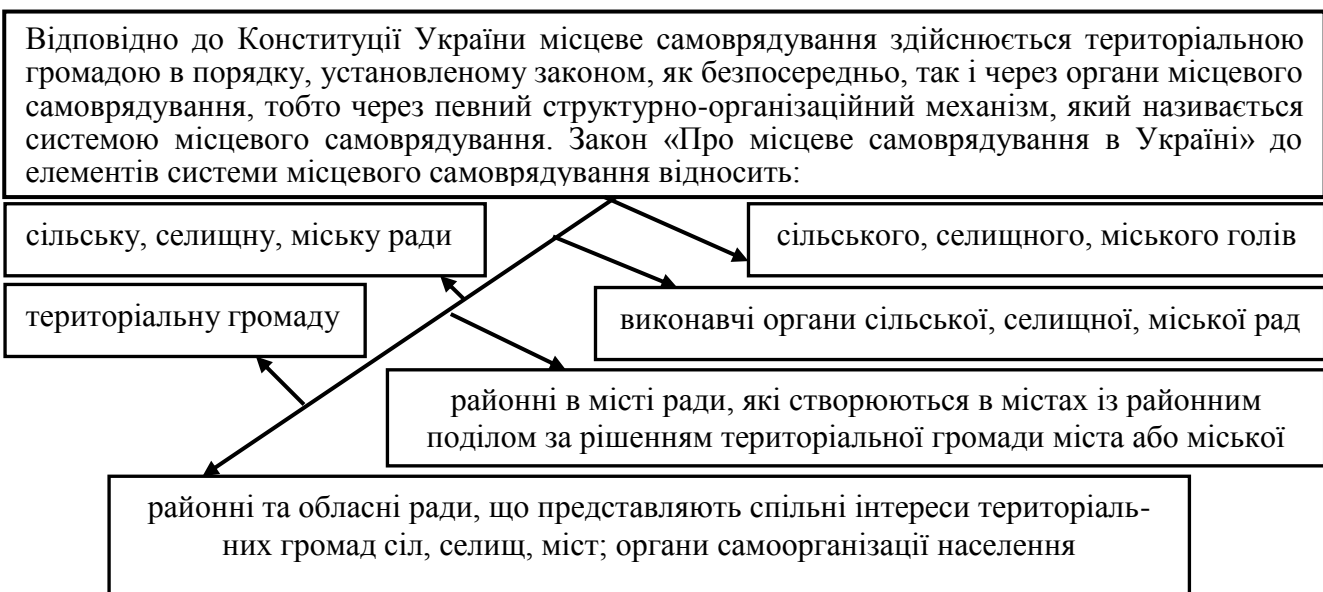 Відповідно до Конституції України місцеве самоврядування здійснюється територіальною
громадою в порядку, установленому законом, як безпосередньо, так і через органи місцевого
самоврядування, тобто через певний структурно-організаційний механізм, який називається
системою місцевого самоврядування. Закон «Про місцеве самоврядування в Україні» до
елементів системи місцевого самоврядування відносить:
сільську, селищну, міську ради
сільського, селищного, міського голів
територіальну громаду
виконавчі органи сільської, селищної, міської рад
районні в місті ради, які створюються в містах із районним
поділом за рішенням територіальної громади міста або міської
районні та обласні ради, що представляють спільні інтереси територіаль-
них громад сіл, селищ, міст; органи самоорганізації населення